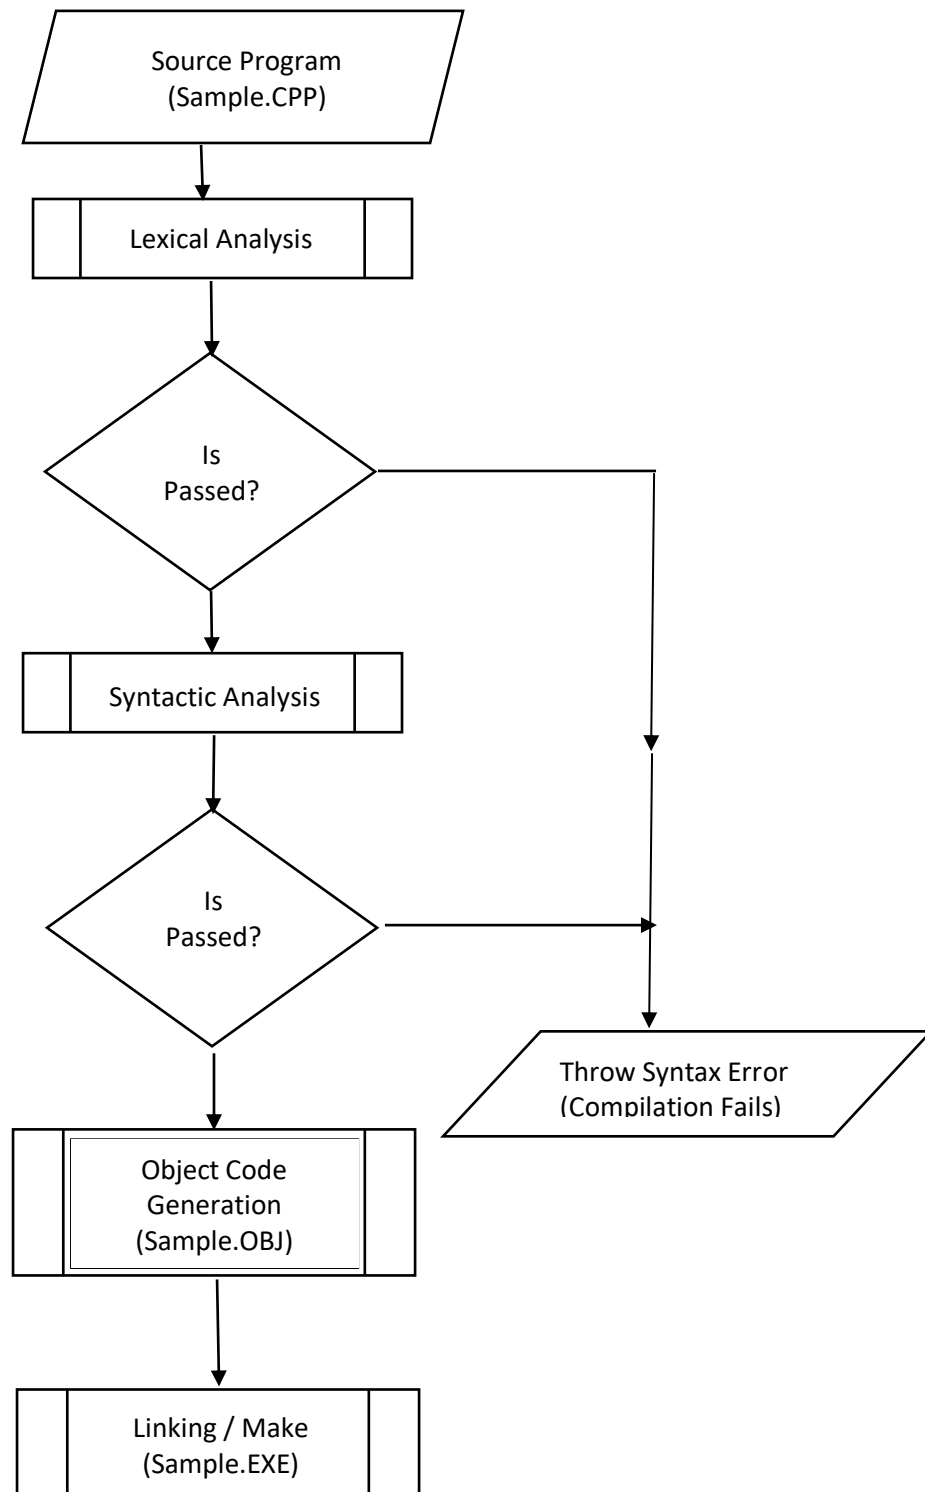 Source Program
(Sample.CPP)
Lexical Analysis
Is
Passed?
Syntactic Analysis
Is
Passed?
Throw Syntax Error
(Compilation Fails)
Object Code
Generation
(Sample.OBJ)
Linking / Make
(Sample.EXE)